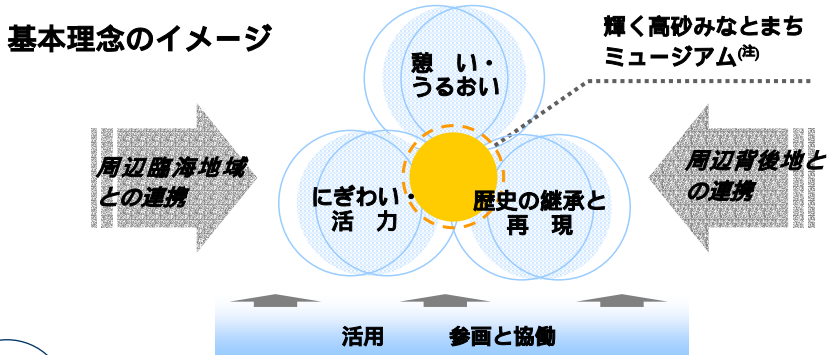 基本理念のイメージ
輝く高砂みなとまち
ミュージアム(注)
憩 い・
うるおい
周辺臨海地域
との連携
周辺背後地と
の連携
にぎわい・
活 力
歴史の継承と
再 現
活用 参画と協働